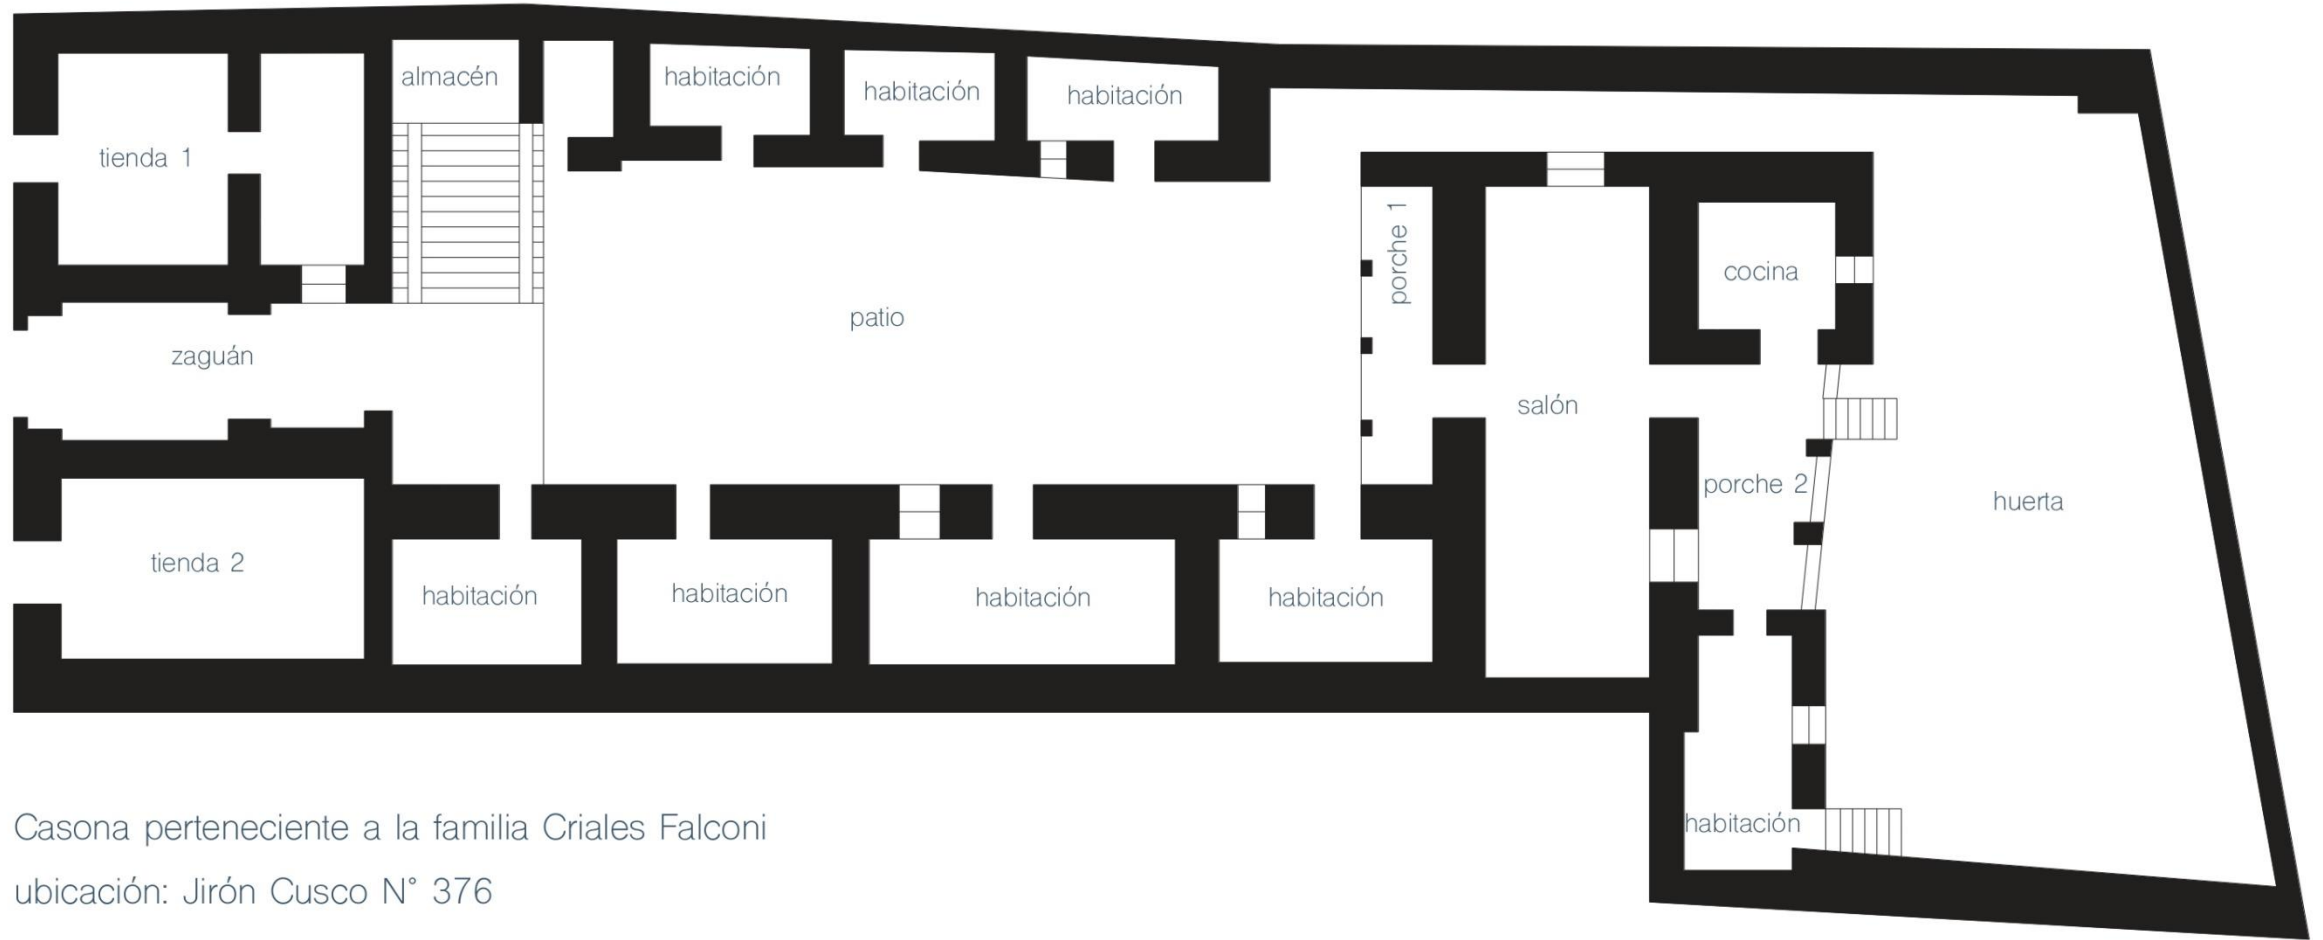 almacén
habitación
habitación
habitación
tienda 1
porche 1
cocina
patio
zaguán
salón
porche 2
huerta
tienda 2
habitación
habitación
habitación
habitación
habitación
Casona perteneciente a la familia Criales Falconi
ubicación: Jirón Cusco N° 376